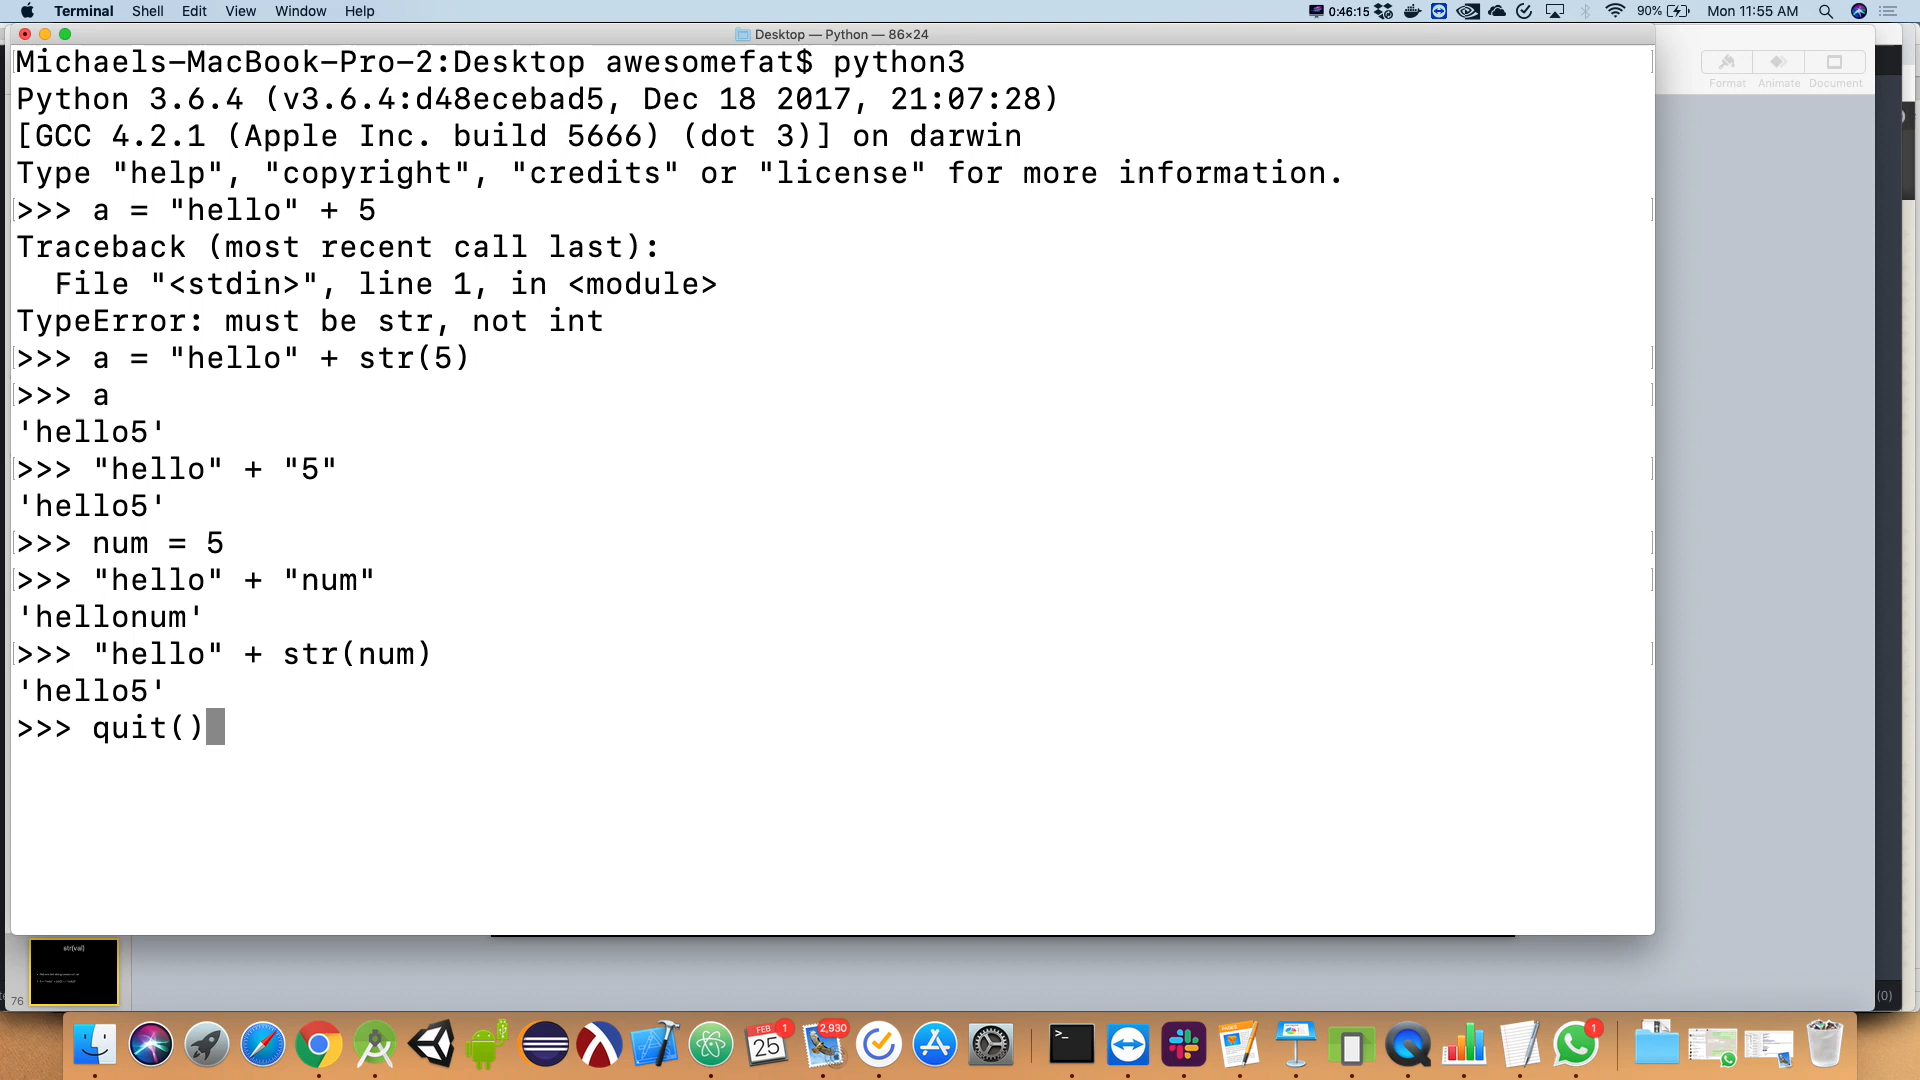 Terminal Shell Edit View Window Help 0:46:15 90% Mon 11:55 AM
Desktop — Python — 86×24
Michaels-MacBook-Pro-2:Desktop awesomefat$ python3
Python 3.6.4 (v3.6.4:d48ecebad5, Dec 18 2017, 21:07:28)
[GCC 4.2.1 (Apple Inc. build 5666) (dot 3)] on darwin
Type "help", "copyright", "credits" or "license" for more information.
>>> a = "hello" + 5
Traceback (most recent call last):
  File "<stdin>", line 1, in <module>
TypeError: must be str, not int
>>> a = "hello" + str(5)
>>> a
'hello5'
>>> "hello" + "5"
'hello5'
>>> num = 5
>>> "hello" + "num"
'hellonum'
>>> "hello" + str(num)
'hello5'
>>> quit()
Format Animate Document
str(val)
76
(0)
FEB 25 1
2,930
1